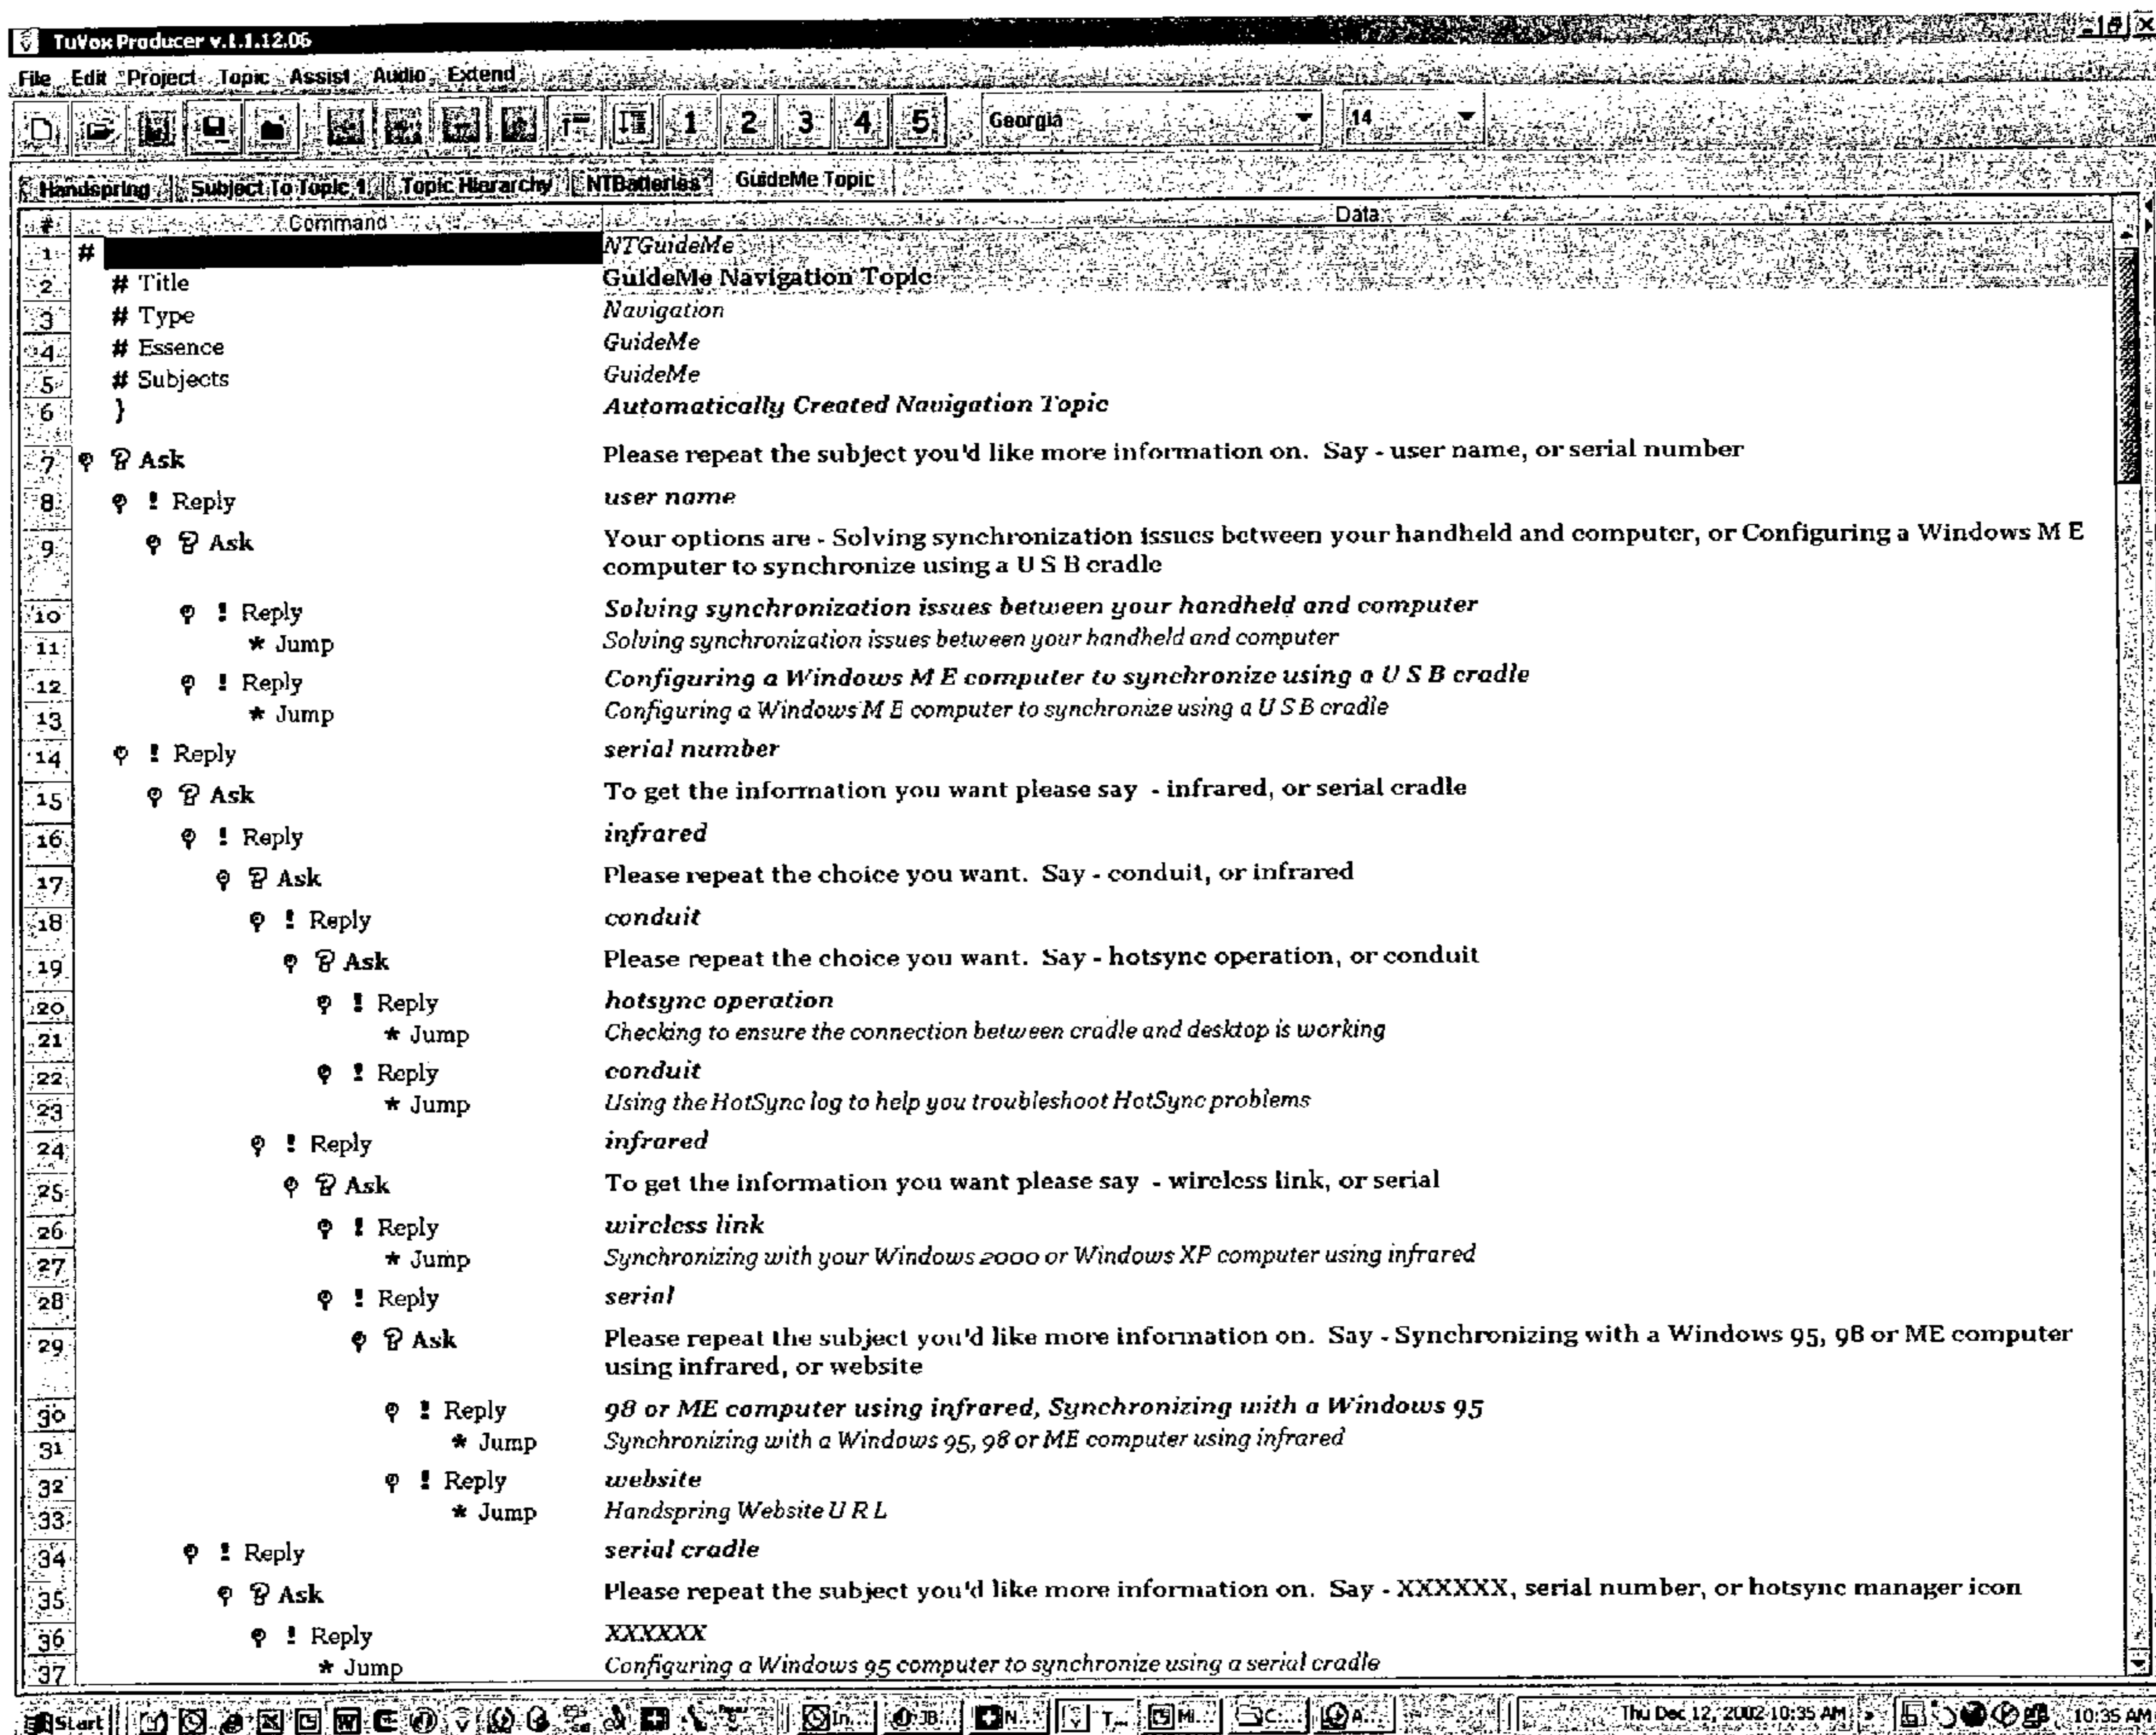 TuVox Producer v.1.1.12.06
File Edit Project Topic Assist Audio Extend
1 2 3 4 5 Georgia 14
Handspring Subject To Topic 1 Topic Hierarchy NTBatteries GuideMe Topic
# Command Data
1 # NTGuideMe
2 # Title GuideMe Navigation Topic
3 # Type Navigation
4 # Essence GuideMe
5 # Subjects GuideMe
6 } Automatically Created Navigation Topic
7 ? Ask Please repeat the subject you'd like more information on. Say - user name, or serial number
8 ! Reply user name
9 ? Ask Your options are - Solving synchronization issues between your handheld and computer, or Configuring a Windows M E
computer to synchronize using a U S B cradle
10 ! Reply Solving synchronization issues between your handheld and computer
11 * Jump Solving synchronization issues between your handheld and computer
12 ! Reply Configuring a Windows M E computer to synchronize using a U S B cradle
13 * Jump Configuring a Windows M E computer to synchronize using a U S B cradle
14 ! Reply serial number
15 ? Ask To get the information you want please say - infrared, or serial cradle
16 ! Reply infrared
17 ? Ask Please repeat the choice you want. Say - conduit, or infrared
18 ! Reply conduit
19 ? Ask Please repeat the choice you want. Say - hotsync operation, or conduit
20 ! Reply hotsync operation
21 * Jump Checking to ensure the connection between cradle and desktop is working
22 ! Reply conduit
23 * Jump Using the HotSync log to help you troubleshoot HotSync problems
24 ! Reply infrared
25 ? Ask To get the information you want please say - wireless link, or serial
26 ! Reply wireless link
27 * Jump Synchronizing with your Windows 2000 or Windows XP computer using infrared
28 ! Reply serial
29 ? Ask Please repeat the subject you'd like more information on. Say - Synchronizing with a Windows 95, 98 or ME computer
using infrared, or website
30 ! Reply 98 or ME computer using infrared, Synchronizing with a Windows 95
31 * Jump Synchronizing with a Windows 95, 98 or ME computer using infrared
32 ! Reply website
33 * Jump Handspring Website U R L
34 ! Reply serial cradle
35 ? Ask Please repeat the subject you'd like more information on. Say - XXXXXX, serial number, or hotsync manager icon
36 ! Reply XXXXXX
37 * Jump Configuring a Windows 95 computer to synchronize using a serial cradle
Start In... JB... N... T... Mi... C:... A... Thu Dec 12, 2002 10:35 AM 10:35 AM